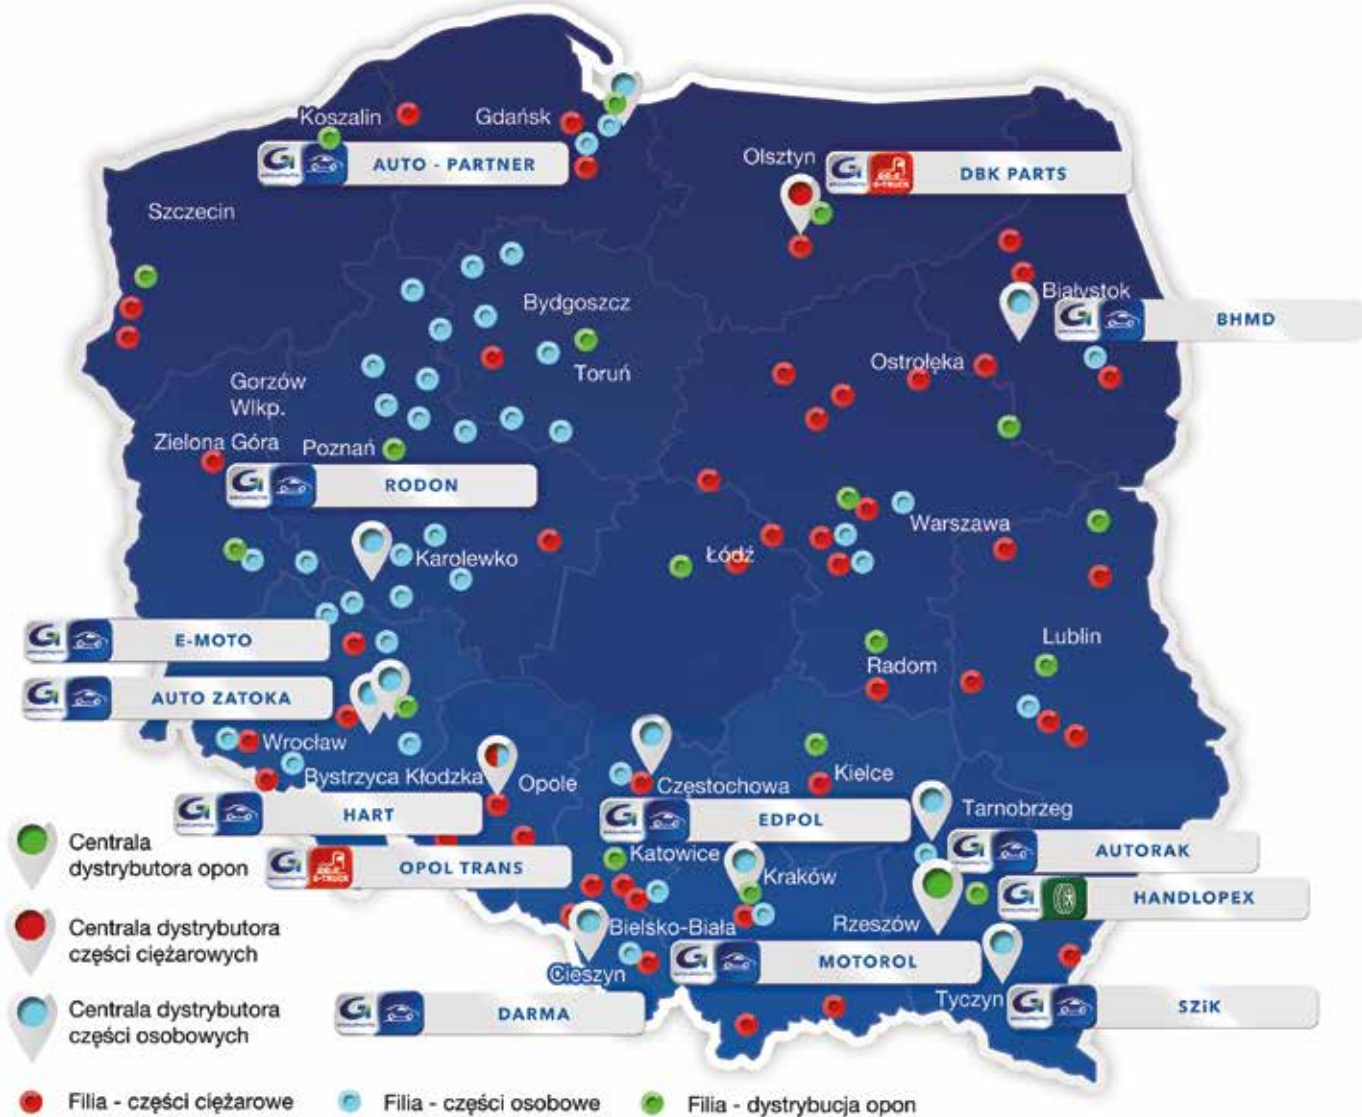 Koszalin
Gdańsk
AUTO - PARTNER
Olsztyn
DBK PARTS
G-TRUCK
Szczecin
Białystok
BHMD
Bydgoszcz
Toruń
Ostrołęka
Gorzów
Wlkp.
Zielona Góra
Poznań
RODON
Warszawa
Karolewko
Łódź
E-MOTO
Lublin
Radom
AUTO ZATOKA
Wrocław
Bystrzyca Kłodzka
Opole
Częstochowa
Kielce
Tarnobrzeg
HART
EDPOL
AUTORAK
Katowice
OPOL TRANS
G-TRUCK
Kraków
HANDLOPEX
Rzeszów
Bielsko-Biała
MOTOROL
Cieszyn
Tyczyn
SZiK
DARMA
Centrala
dystrybutora opon
Centrala dystrybutora
części ciężarowych
Centrala dystrybutora
części osobowych
Filia - części ciężarowe
Filia - części osobowe
Filia - dystrybucja opon